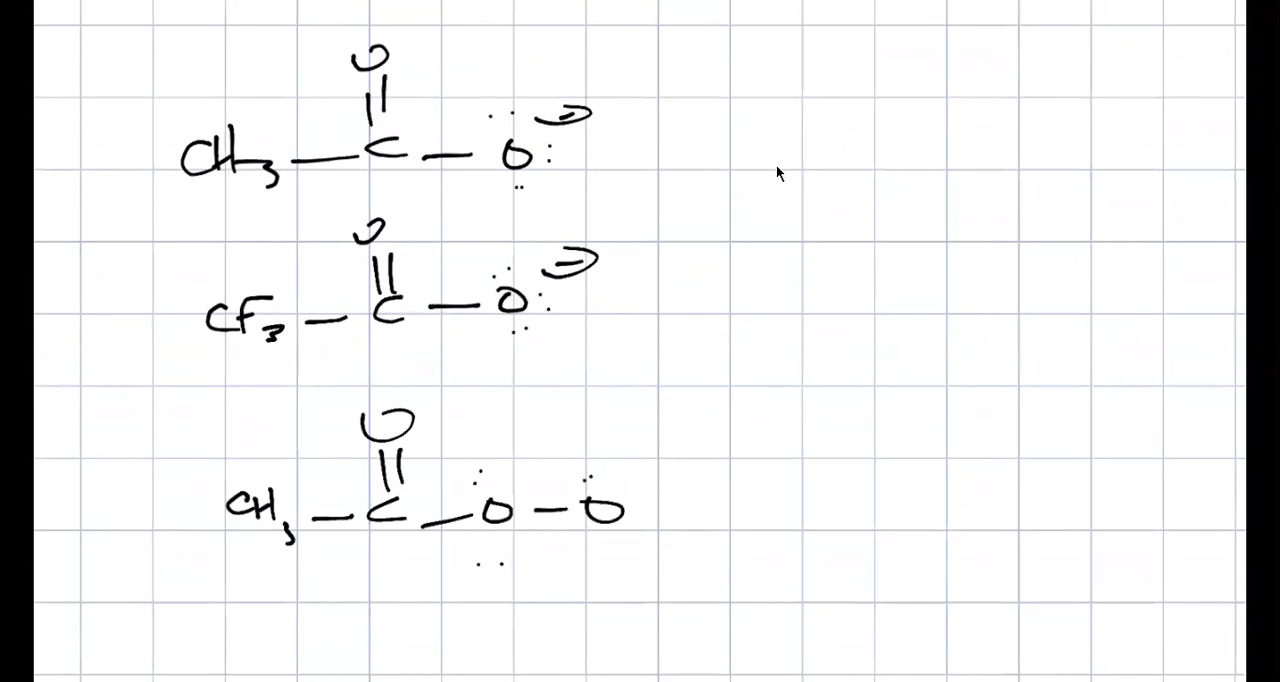 O
||
CH3 — C — O ⊖
O
||
CF3 — C — O ⊖
O
||
CH3 — C — O — O